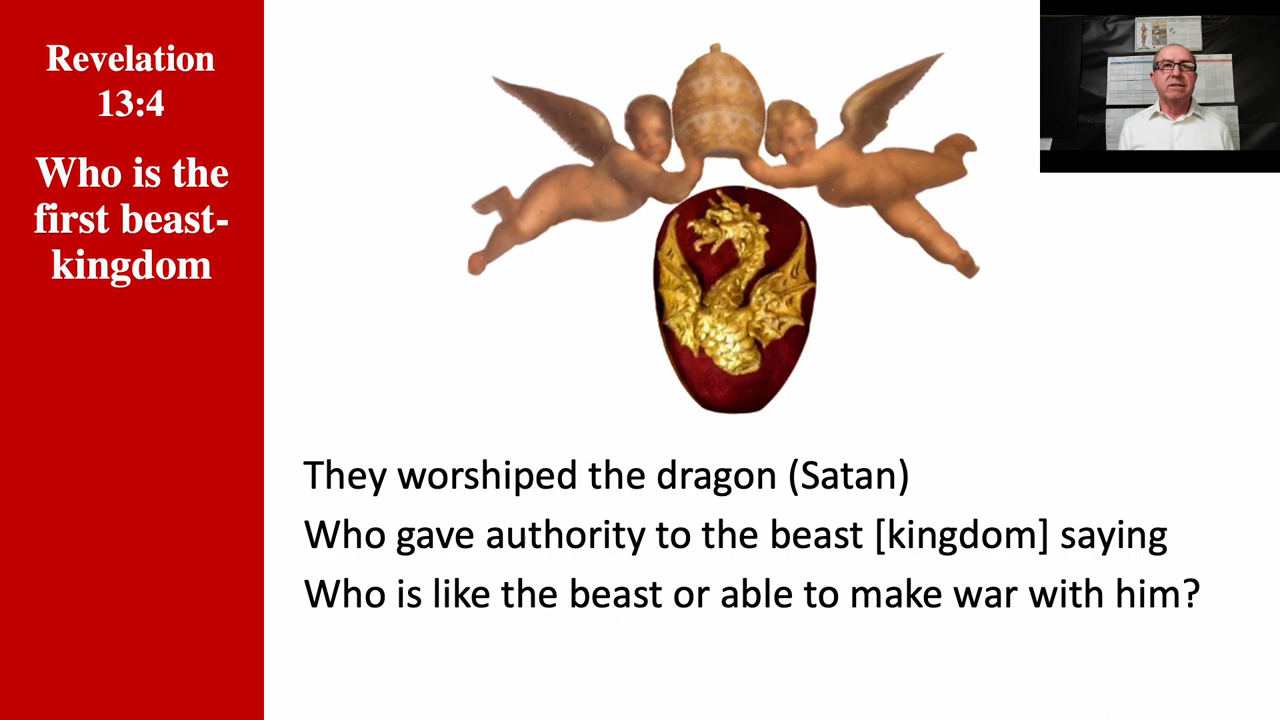 Revelation
13:4
Who is the
first beast-
kingdom
They worshiped the dragon (Satan)
Who gave authority to the beast [kingdom] saying
Who is like the beast or able to make war with him?